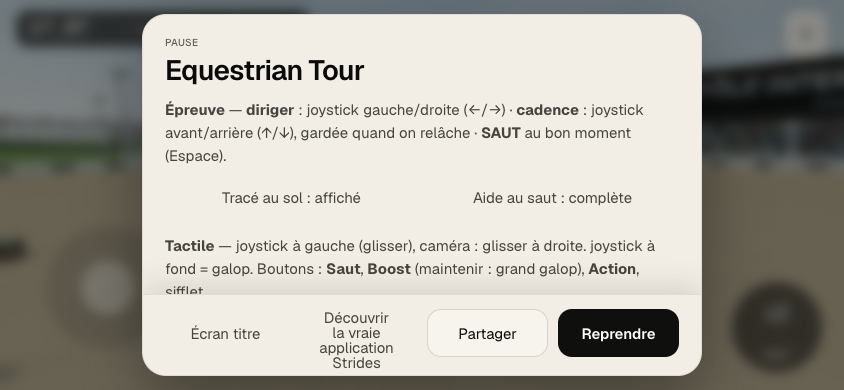 PAUSE
Equestrian Tour
Épreuve — diriger : joystick gauche/droite (←/→) · cadence : joystick
avant/arrière (↑/↓), gardée quand on relâche · SAUT au bon moment
(Espace).
Tracé au sol : affiché
Aide au saut : complète
Tactile — joystick à gauche (glisser), caméra : glisser à droite. joystick à
fond = galop. Boutons : Saut, Boost (maintenir : grand galop), Action,
sifflet
Écran titre
Découvrir
la vraie
application
Strides
Partager
Reprendre